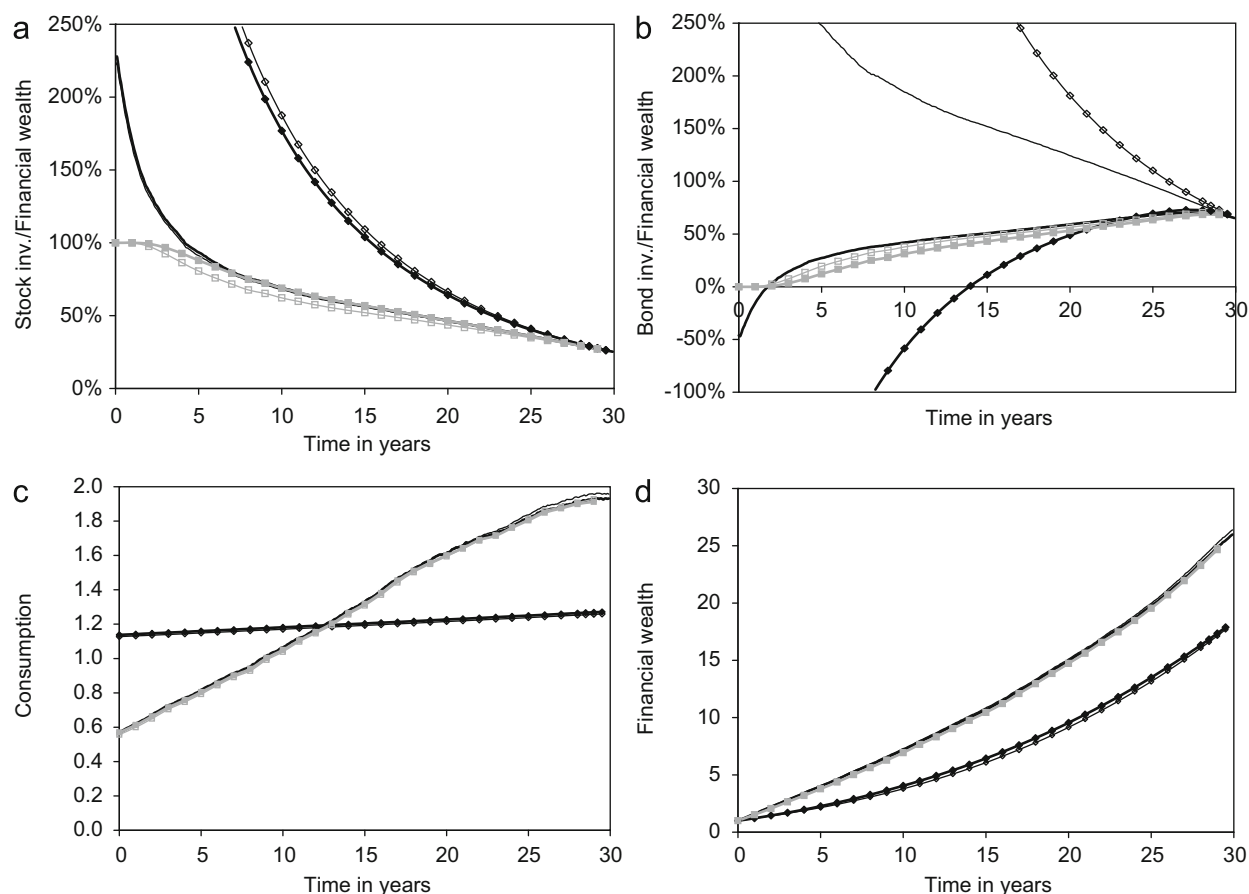 a
250%
200%
150%
100%
50%
0%
Stock inv./Financial wealth
0 5 10 15 20 25 30
Time in years
b
250%
200%
150%
100%
50%
0%
-50%
-100%
Bond inv./Financial wealth
0 5 10 15 20 25 30
Time in years
c
2.0
1.8
1.6
1.4
1.2
1.0
0.8
0.6
0.4
0.2
0.0
Consumption
0 5 10 15 20 25 30
Time in years
d
30
25
20
15
10
5
0
Financial wealth
0 5 10 15 20 25 30
Time in years